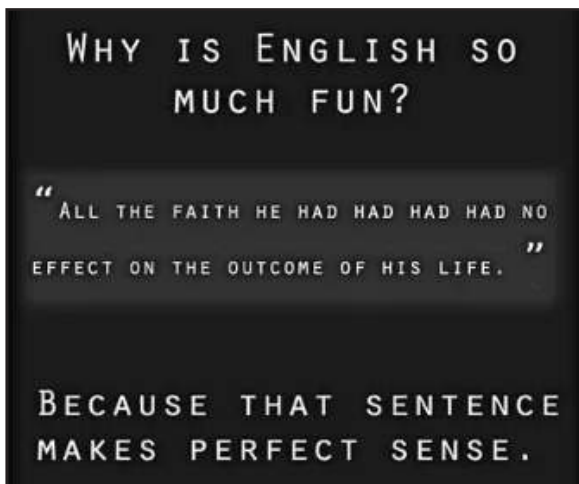 Why is English so
much fun?
“All the faith he had had had had no
effect on the outcome of his life.”
Because that sentence
makes perfect sense.